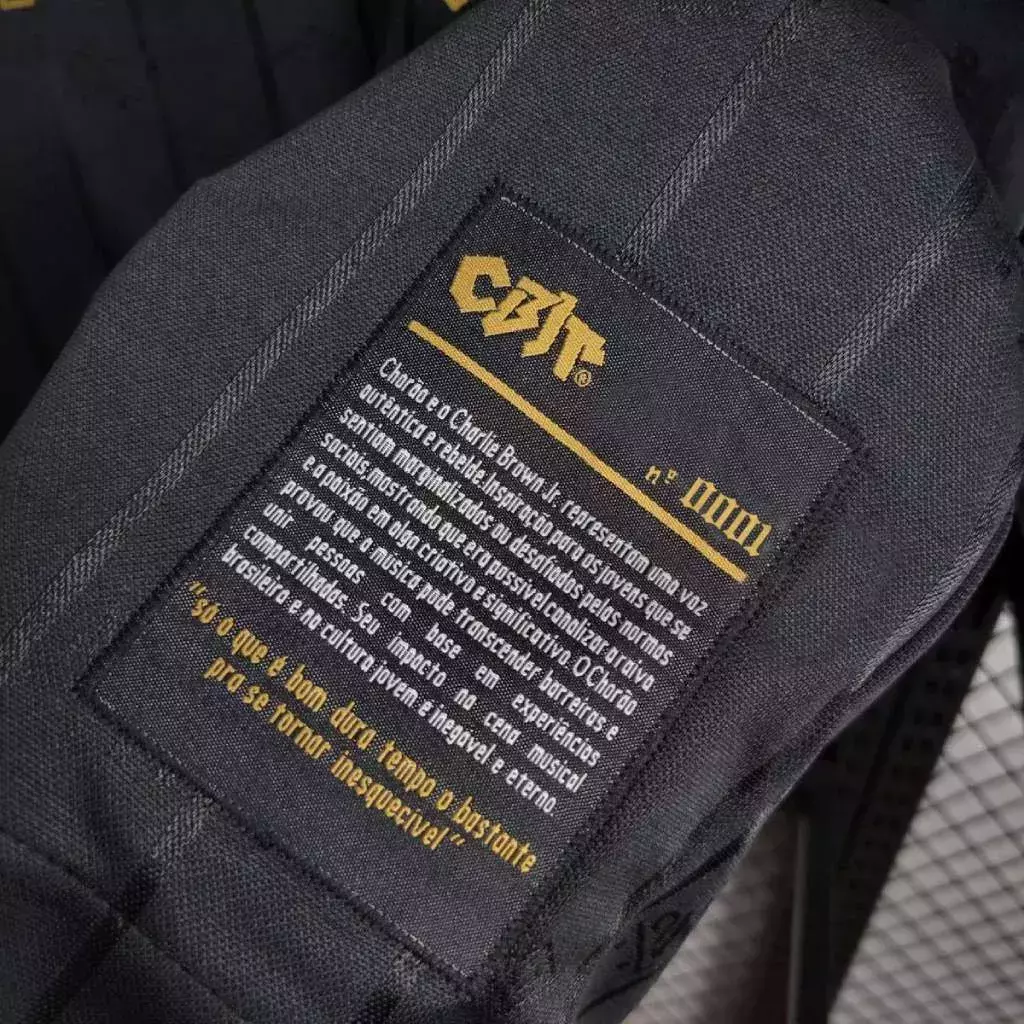 CBJr®
nº 0001
Chorão e o Charlie Brown Jr. representam uma voz
autêntica e rebelde. Inspiração para os jovens que se
sentiam marginalizados ou desafiados pelas normas
sociais, mostrando que era possível canalizar a raiva
e a paixão em algo criativo e significativo. O Chorão
provou que a música pode transcender barreiras e
unir pessoas com base em experiências
compartilhadas. Seu impacto na cena musical
brasileira e na cultura jovem é inegável e eterno.
"só o que é bom dura tempo o bastante
pra se tornar inesquecível"